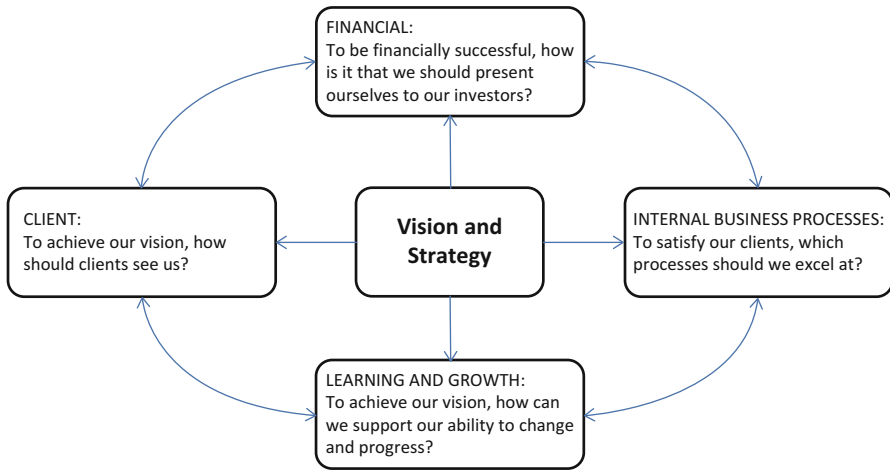 FINANCIAL:
To be financially successful, how
is it that we should present
ourselves to our investors?
CLIENT:
To achieve our vision, how
should clients see us?
Vision and
Strategy
INTERNAL BUSINESS PROCESSES:
To satisfy our clients, which
processes should we excel at?
LEARNING AND GROWTH:
To achieve our vision, how can
we support our ability to change
and progress?